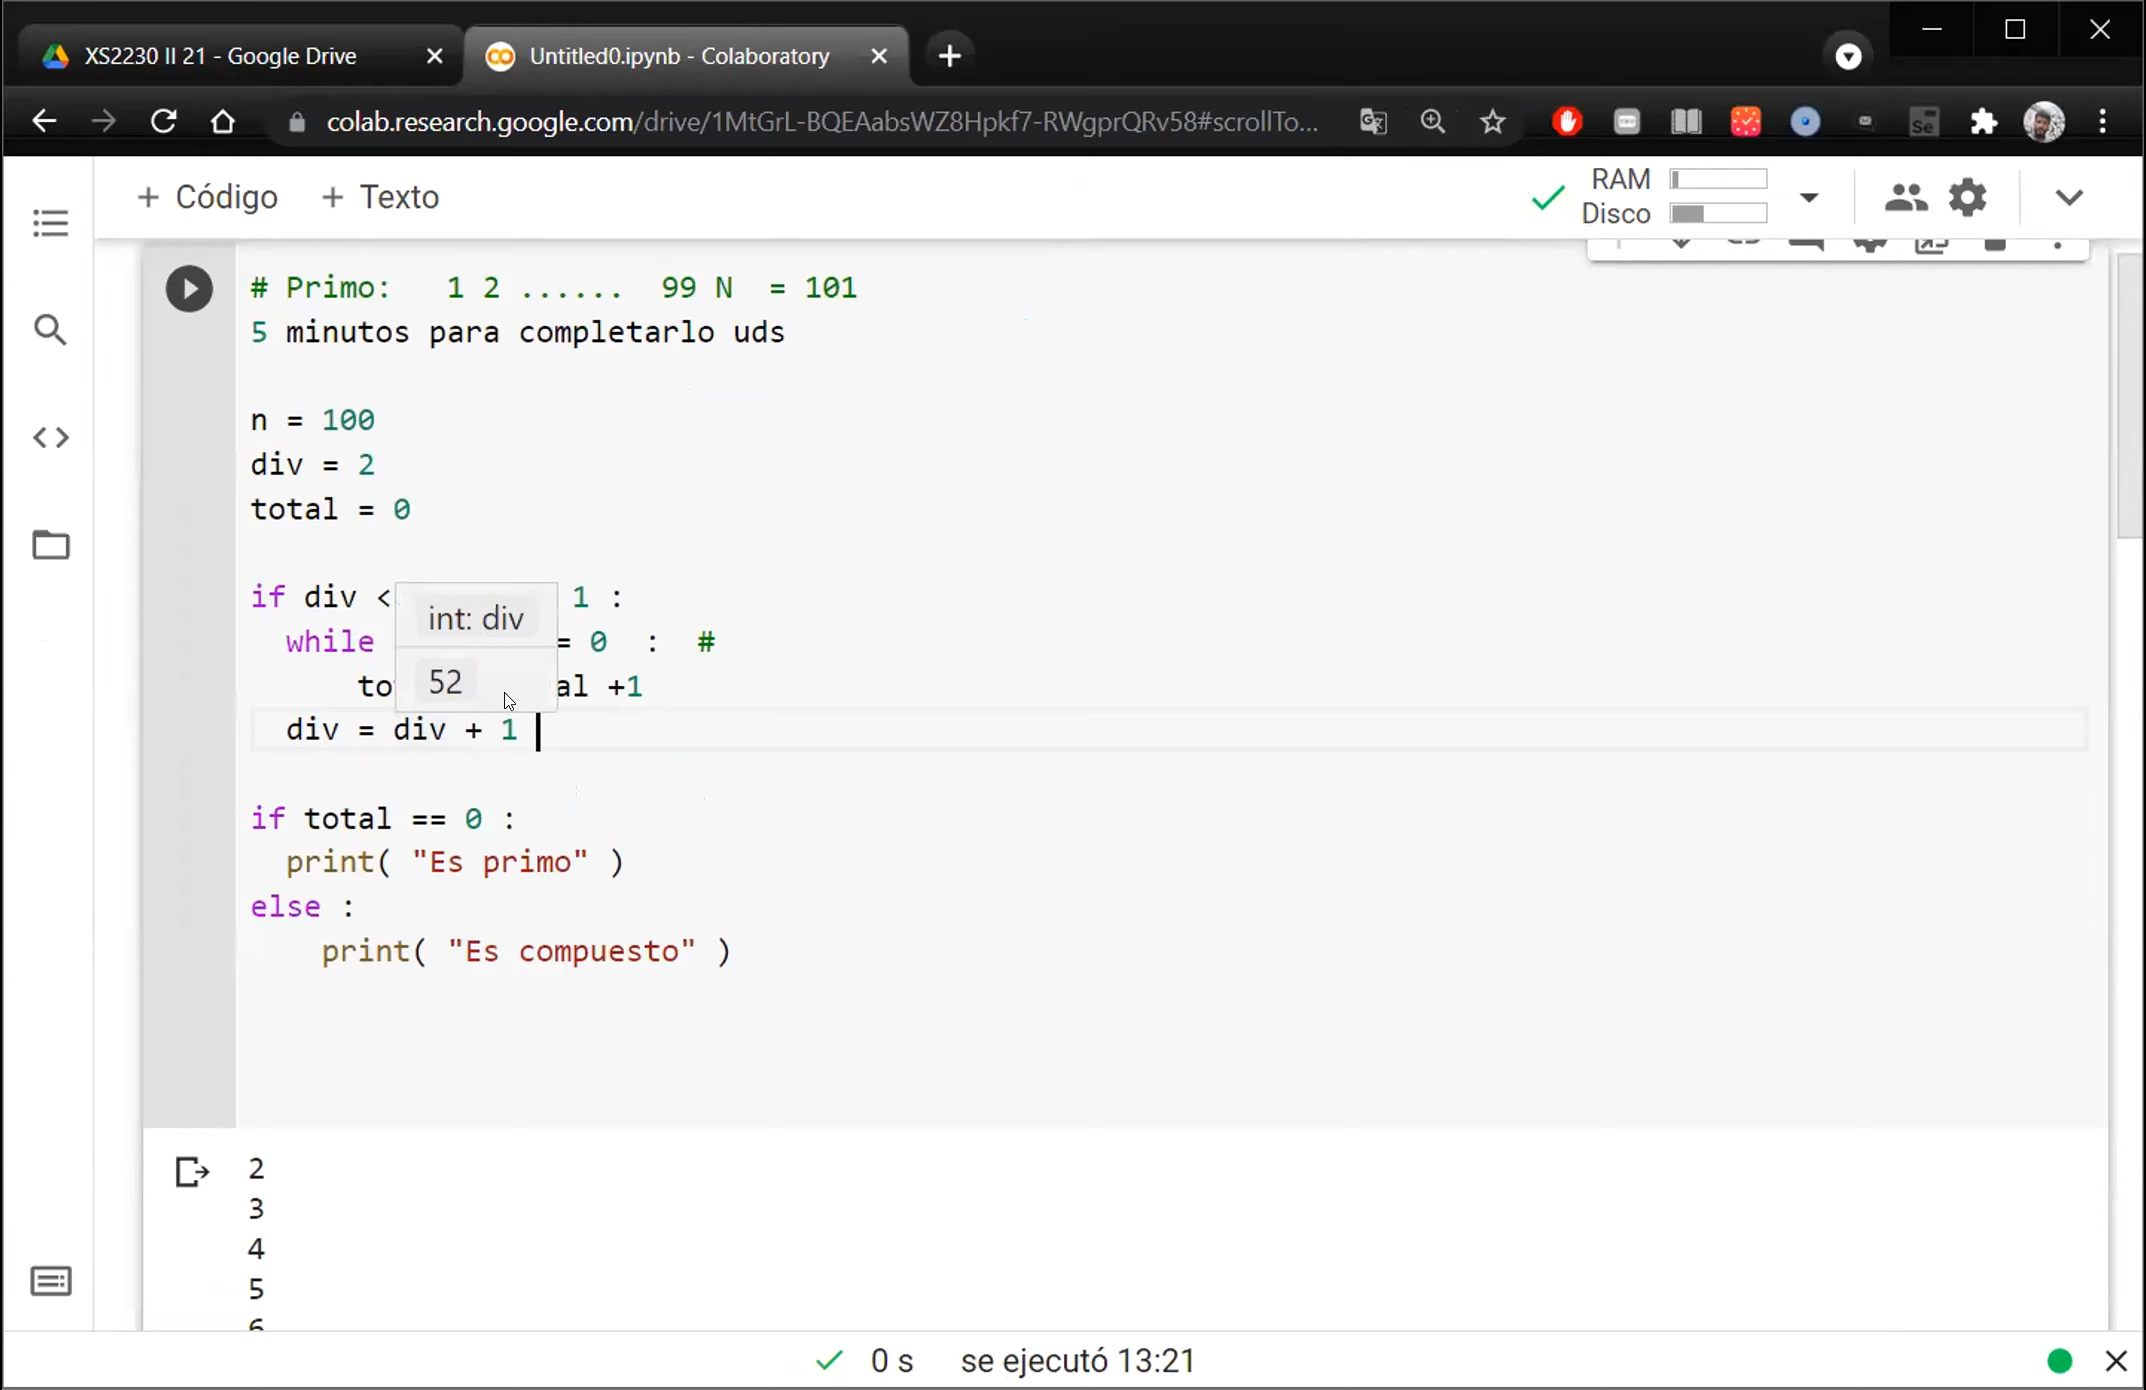 XS2230 II 21 - Google Drive
Untitled0.ipynb - Colaboratory
colab.research.google.com/drive/1MtGrL-BQEAabsWZ8Hpkf7-RWgprQRv58#scrollTo...
+ Código + Texto
RAM
Disco
# Primo:   1 2 ......  99 N  = 101
5 minutos para completarlo uds
n = 100
div = 2
total = 0
if div < 1 :
int: div
while = 0  :  #
52
to al +1
div = div + 1
if total == 0 :
print( "Es primo" )
else :
print( "Es compuesto" )
2
3
4
5
6
0 s se ejecutó 13:21